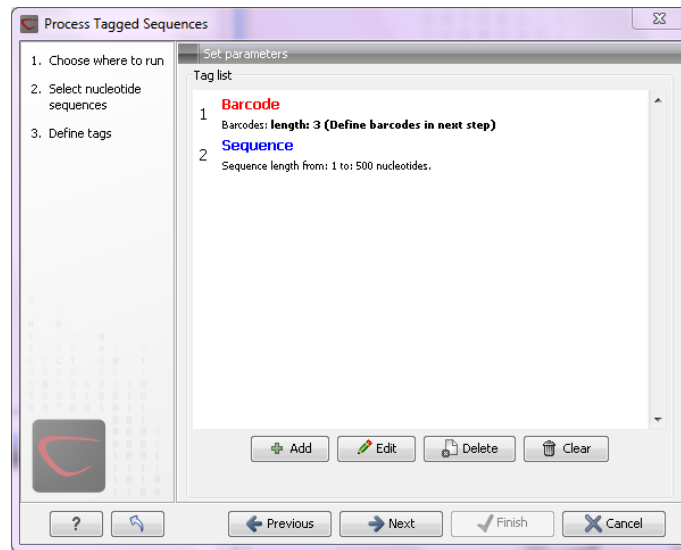 Process Tagged Sequences
1. Choose where to run
2. Select nucleotide
sequences
3. Define tags
Set parameters
Tag list
1 Barcode
Barcodes: length: 3 (Define barcodes in next step)
2 Sequence
Sequence length from: 1 to: 500 nucleotides.
Add Edit Delete Clear
? Previous Next Finish Cancel